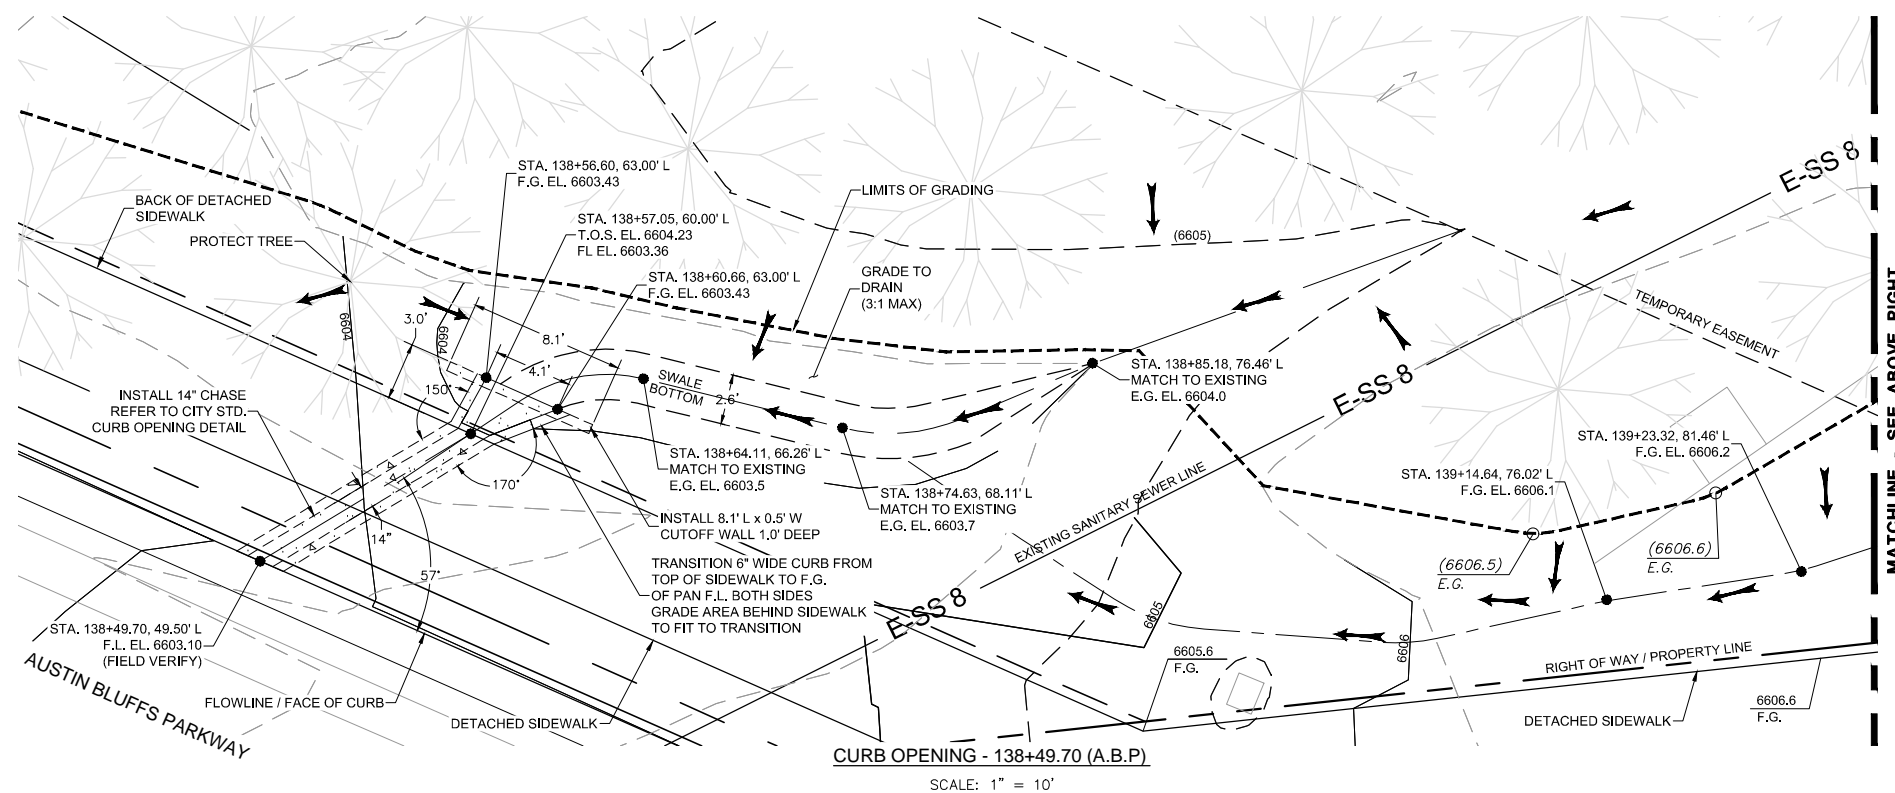 STA. 138+56.60, 63.00' L
F.G. EL. 6603.43
BACK OF DETACHED
SIDEWALK
PROTECT TREE
STA. 138+57.05, 60.00' L
T.O.S. EL. 6604.23
FL EL. 6603.36
STA. 138+60.66, 63.00' L
F.G. EL. 6603.43
LIMITS OF GRADING
GRADE TO
DRAIN
(3:1 MAX)
(6605)
E-SS 8
TEMPORARY EASEMENT
MATCHLINE - SEE ABOVE RIGHT
6604
6604
3.0'
8.1'
4.1'
150°
SWALE
BOTTOM
2.6'
INSTALL 14" CHASE
REFER TO CITY STD.
CURB OPENING DETAIL
STA. 138+85.18, 76.46' L
MATCH TO EXISTING
E.G. EL. 6604.0
E-SS 8
STA. 138+64.11, 66.26' L
MATCH TO EXISTING
E.G. EL. 6603.5
170°
STA. 138+74.63, 68.11' L
MATCH TO EXISTING
E.G. EL. 6603.7
STA. 139+23.32, 81.46' L
F.G. EL. 6606.2
STA. 139+14.64, 76.02' L
F.G. EL. 6606.1
INSTALL 8.1' L x 0.5' W
CUTOFF WALL 1.0' DEEP
14"
57°
EXISTING SANITARY SEWER LINE
TRANSITION 6" WIDE CURB FROM
TOP OF SIDEWALK TO F.G.
OF PAN F.L. BOTH SIDES
GRADE AREA BEHIND SIDEWALK
TO FIT TO TRANSITION
(6606.5)
E.G.
(6606.6)
E.G.
E-SS 8
6605
6606
STA. 138+49.70, 49.50' L
F.L. EL. 6603.10
(FIELD VERIFY)
AUSTIN BLUFFS PARKWAY
FLOWLINE / FACE OF CURB
DETACHED SIDEWALK
6605.6
F.G.
RIGHT OF WAY / PROPERTY LINE
DETACHED SIDEWALK
6606.6
F.G.
CURB OPENING - 138+49.70 (A.B.P)
SCALE: 1" = 10'